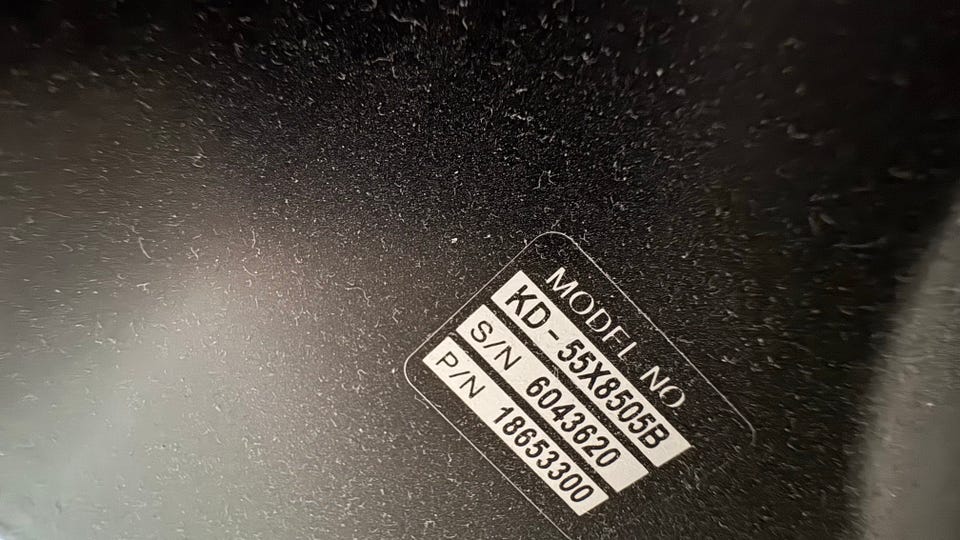 MODEL NO
KD-55X8505B
S/N 6043620
P/N 18653300